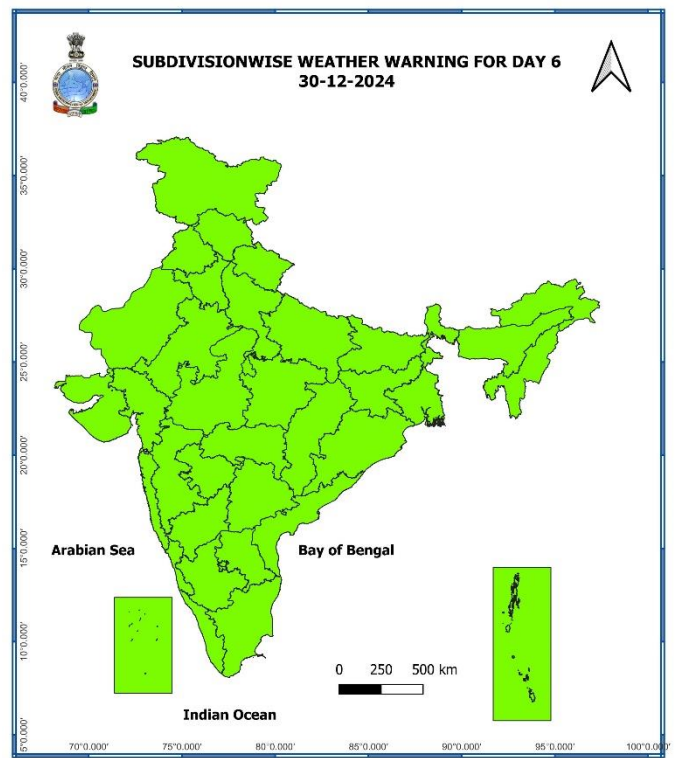 SUBDIVISIONWISE WEATHER WARNING FOR DAY 6
30-12-2024
40°0.000'
35°0.000'
30°0.000'
25°0.000'
20°0.000'
15°0.000'
10°0.000'
5°0.000'
Arabian Sea
Bay of Bengal
0 250 500 km
Indian Ocean
70°0.000' 75°0.000' 80°0.000' 85°0.000' 90°0.000' 95°0.000' 100°0.000'